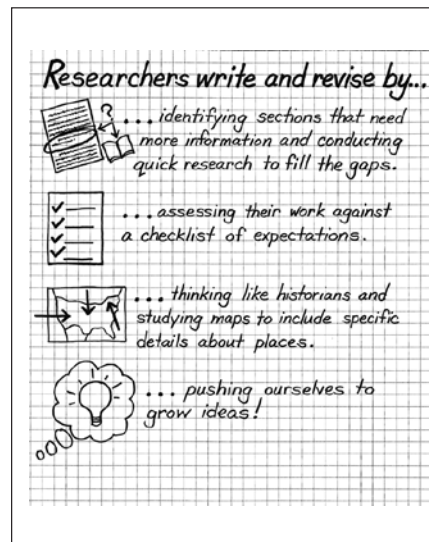 Researchers write and revise by...
?
...identifying sections that need
more information and conducting
quick research to fill the gaps.
...assessing their work against
a checklist of expectations.
...thinking like historians and
studying maps to include specific
details about places.
...pushing ourselves to
grow ideas!